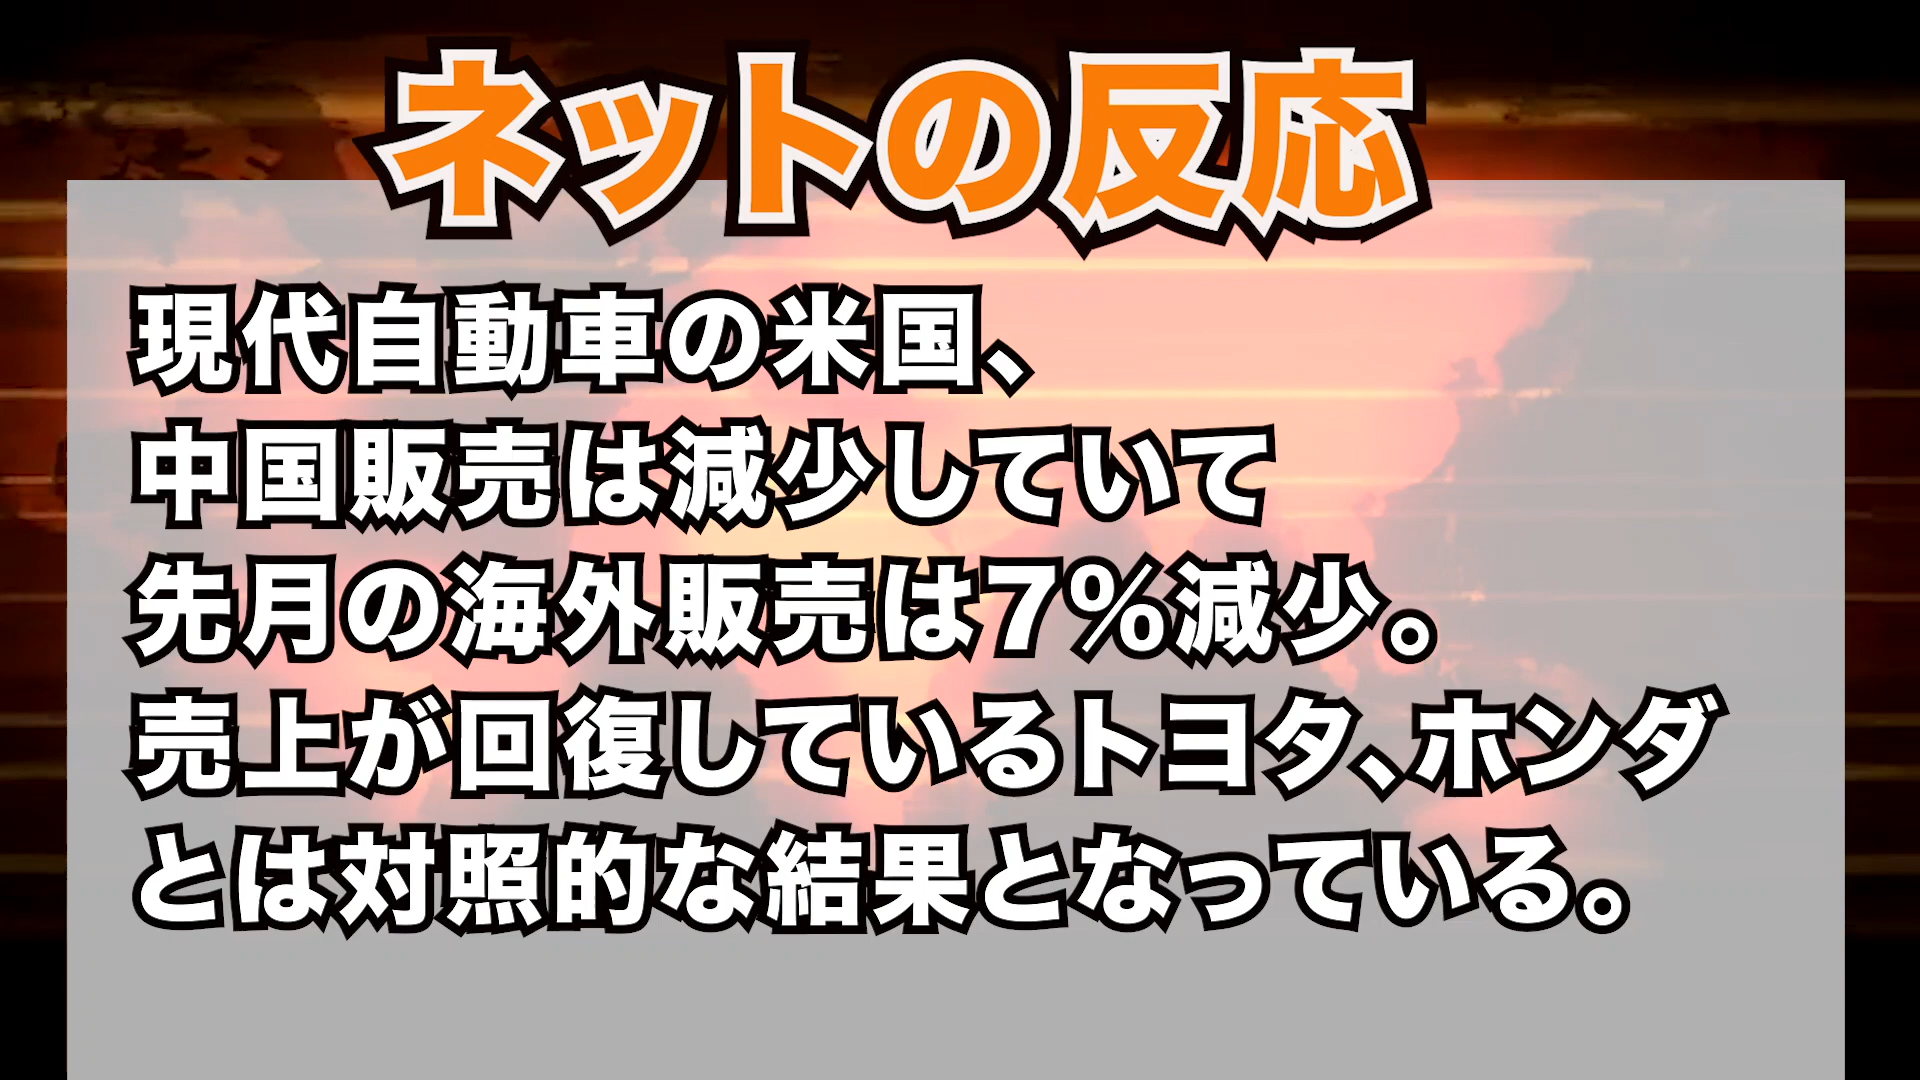 ネットの反応
現代自動車の米国、
中国販売は減少していて
先月の海外販売は7%減少。
売上が回復しているトヨタ、ホンダ
とは対照的な結果となっている。